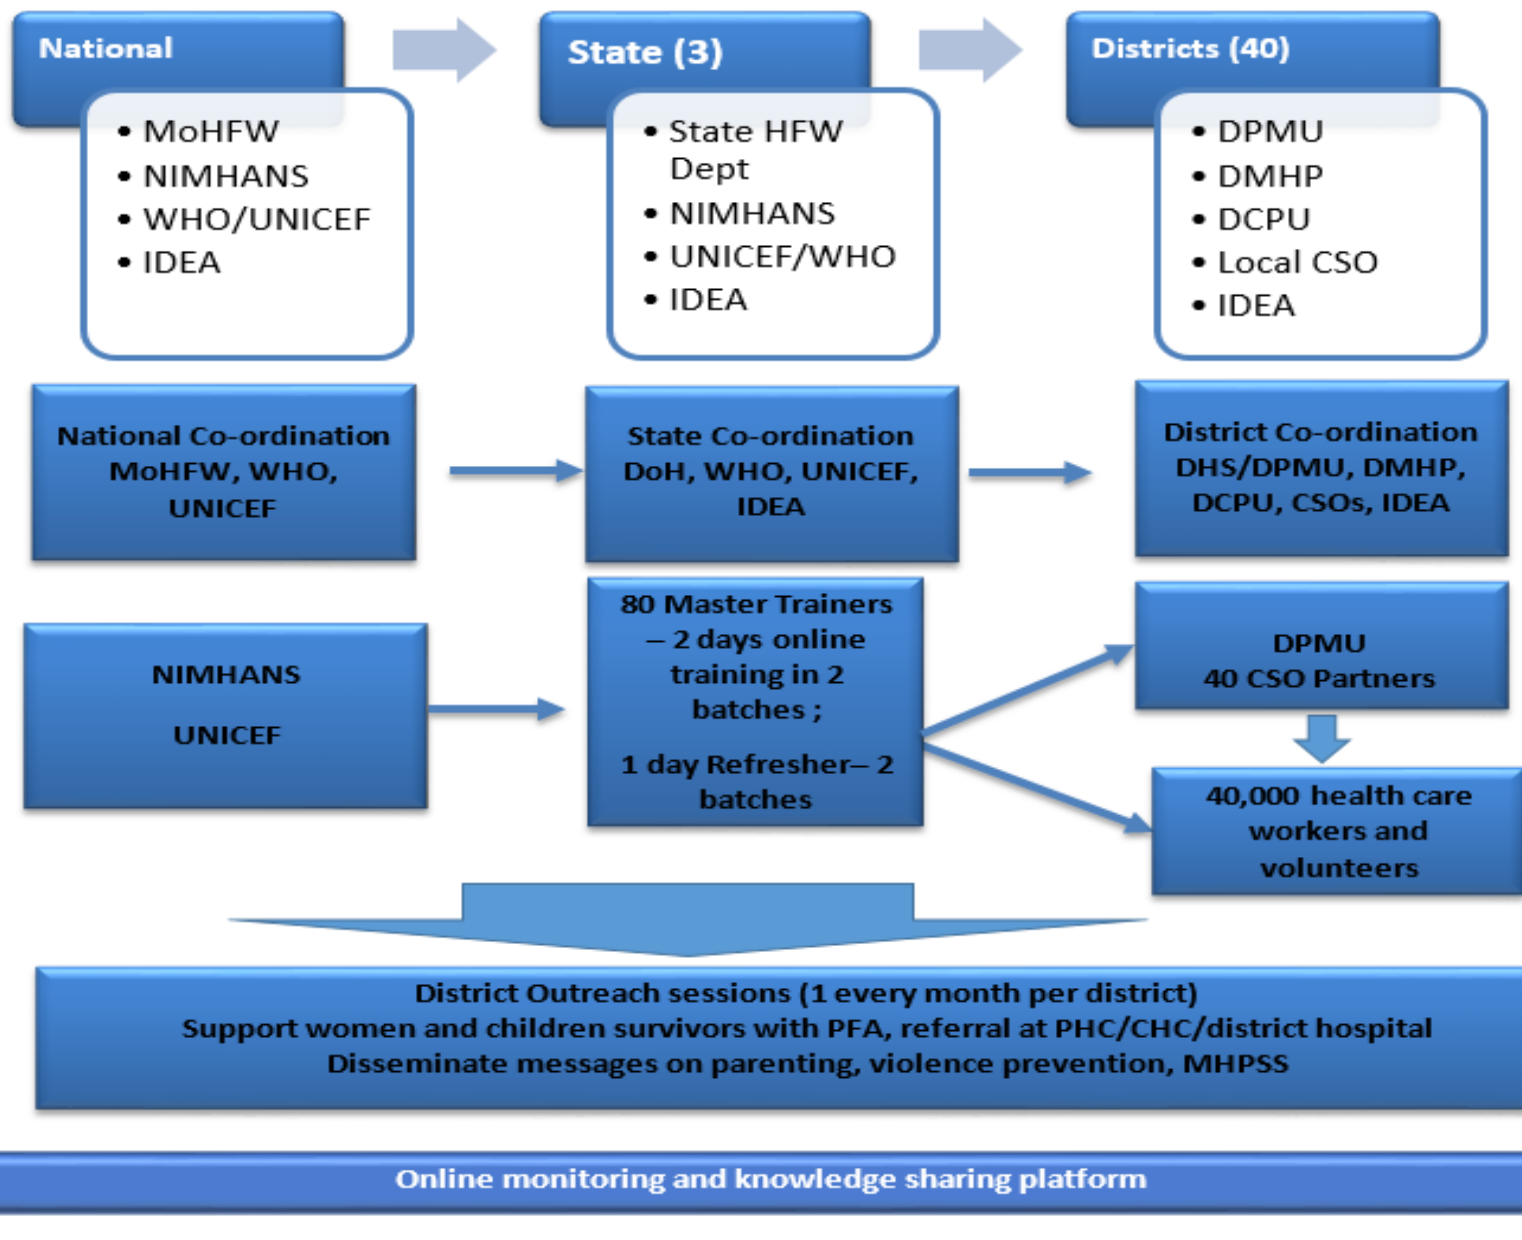 National
State (3)
Districts (40)
• MoHFW
• NIMHANS
• WHO/UNICEF
• IDEA
• State HFW
Dept
• NIMHANS
• UNICEF/WHO
• IDEA
• DPMU
• DMHP
• DCPU
• Local CSO
• IDEA
National Co-ordination
MoHFW, WHO,
UNICEF
State Co-ordination
DoH, WHO, UNICEF,
IDEA
District Co-ordination
DHS/DPMU, DMHP,
DCPU, CSOs, IDEA
NIMHANS
UNICEF
80 Master Trainers
– 2 days online
training in 2
batches ;
1 day Refresher– 2
batches
DPMU
40 CSO Partners
40,000 health care
workers and
volunteers
District Outreach sessions (1 every month per district)
Support women and children survivors with PFA, referral at PHC/CHC/district hospital
Disseminate messages on parenting, violence prevention, MHPSS
Online monitoring and knowledge sharing platform